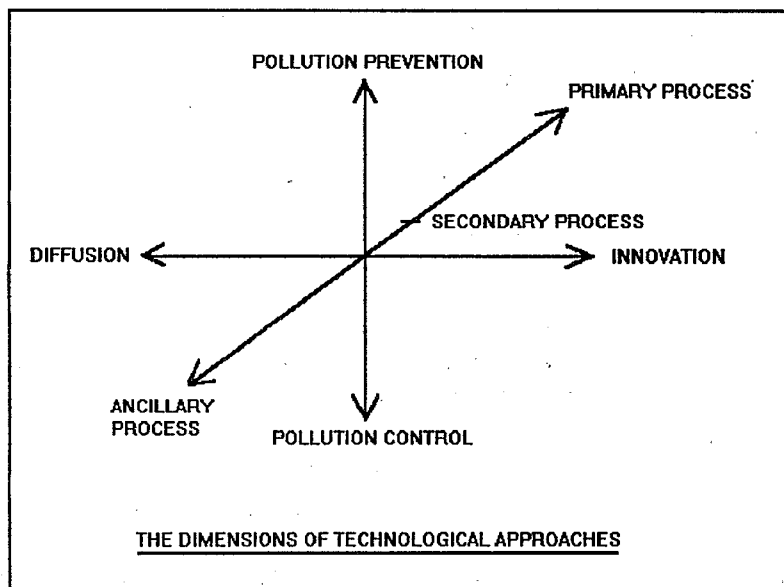 POLLUTION PREVENTION
PRIMARY PROCESS
SECONDARY PROCESS
DIFFUSION
INNOVATION
ANCILLARY
PROCESS
POLLUTION CONTROL
THE DIMENSIONS OF TECHNOLOGICAL APPROACHES